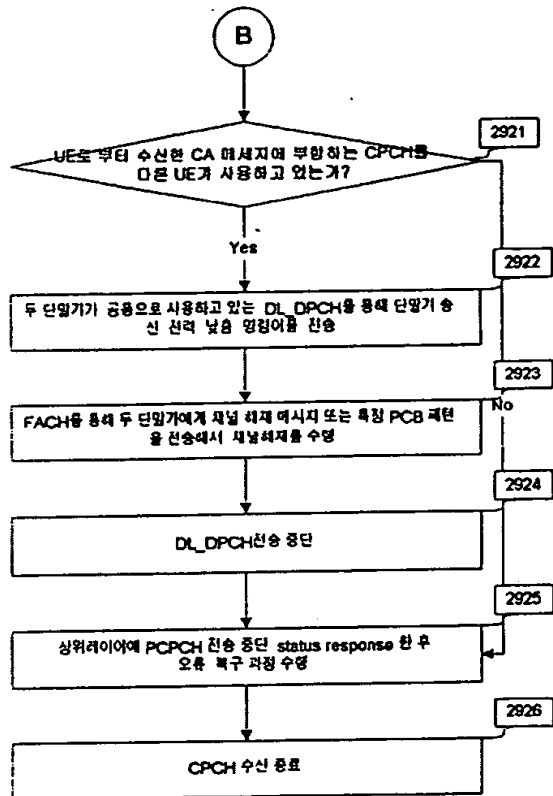 B
2921
UE로 부터 수신한 CA 메세지에 부합하는 CPCH를
다른 UE가 사용하고 있는가?
Yes
2922
두 단말기가 공통으로 사용하고 있는 DL_DPCH를 통해 단말기 송
신 전력 낮춤 명령어를 전송
2923
No
FACH를 통해 두 단말기에게 채널 해제 메시지 또는 특정 PCB 패턴
을 전송해서 채널해제를 수행
2924
DL_DPCH전송 중단
2925
상위레이어에 PCPCH 전송 중단 status response 한 후
오류 복구 과정 수행
2926
CPCH 수신 종료